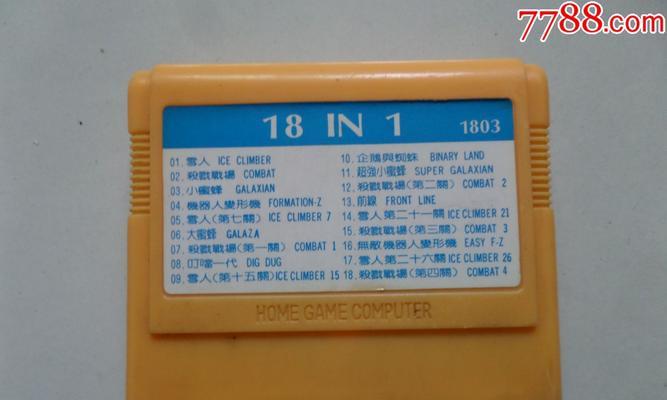 7788.com
18 IN 1 1803
01. 雪人 ICE CLIMBER
02. 殺戮戰場 COMBAT
03. 小蜜蜂 GALAXIAN
04. 機器人變形機 FORMATION-Z
05. 雪人(第七關) ICE CLIMBER 7
06. 大蜜蜂 GALAZA
07. 殺戮戰場(第一關) COMBAT 1
08. 叮噹一代 DIG DUG
09. 雪人(第十五關) ICE CLIMBER 15
10. 企鵝與蜘蛛 BINARY LAND
11. 超強小蜜蜂 SUPER GALAXIAN
12. 殺戮戰場(第二關) COMBAT 2
13. 前線 FRONT LINE
14. 雪人第二十一關 ICE CLIMBER 21
15. 殺戮戰場(第三關) COMBAT 3
16. 無敵機器人變形機 EASY F-Z
17. 雪人第二十六關 ICE CLIMBER 26
18. 殺戮戰場(第四關) COMBAT 4
HOME GAME COMPUTER